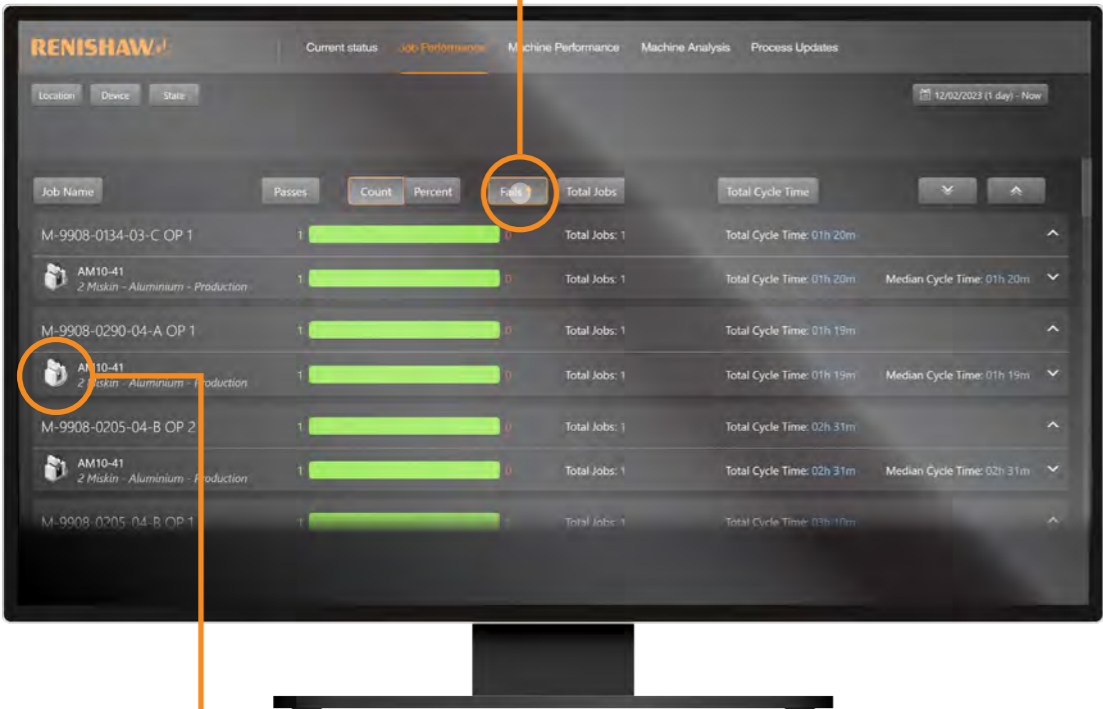 RENISHAW
Current status Job Performance Machine Performance Machine Analysis Process Updates
Location Device State 12/02/2023 (1 day) - Now
Job Name Passes Count Percent Fails Total Jobs Total Cycle Time
M-9908-0134-03-C OP 1 1 0 Total Jobs: 1 Total Cycle Time: 01h 20m
AM10-41
2 Miskin - Aluminium - Production 1 0 Total Jobs: 1 Total Cycle Time: 01h 20m Median Cycle Time: 01h 20m
M-9908-0290-04-A OP 1 1 0 Total Jobs: 1 Total Cycle Time: 01h 19m
AM10-41
2 Miskin - Aluminium - Production 1 0 Total Jobs: 1 Total Cycle Time: 01h 19m Median Cycle Time: 01h 19m
M-9908-0205-04-B OP 2 1 0 Total Jobs: 1 Total Cycle Time: 02h 31m
AM10-41
2 Miskin - Aluminium - Production 1 0 Total Jobs: 1 Total Cycle Time: 02h 31m Median Cycle Time: 02h 31m
M-9908-0205-04-B OP 1 1 Total Jobs: 1 Total Cycle Time: 03h 10m